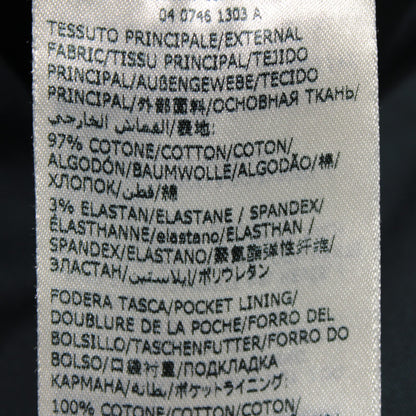 04 0746 1303 A
TESSUTO PRINCIPALE/EXTERNAL
FABRIC/TISSU PRINCIPAL/TEJIDO
PRINCIPAL/AUßENGEWEBE/TECIDO
PRINCIPAL/外部面料/ОСНОВНАЯ ТКАНЬ/
القماش الخارجي/表地:
97% COTONE/COTTON/COTON/
ALGODÓN/BAUMWOLLE/ALGODÃO/棉/
ХЛОПОК/قطن/綿
3% ELASTAN/ELASTANE / SPANDEX/
ÉLASTHANNE/elastano/ELASTHAN /
SPANDEX/ELASTANO/聚氨酯弹性纤维/
ЭЛАСТАН/إيلاستين/ポリウレタン
FODERA TASCA/POCKET LINING/
DOUBLURE DE LA POCHE/FORRO DEL
BOLSILLO/TASCHENFUTTER/FORRO DO
BOLSO/口袋衬里/ПОДКЛАДКА
КАРМАНА/بطانة/ポケットライニング:
100% COTONE/COTTON/COTON/